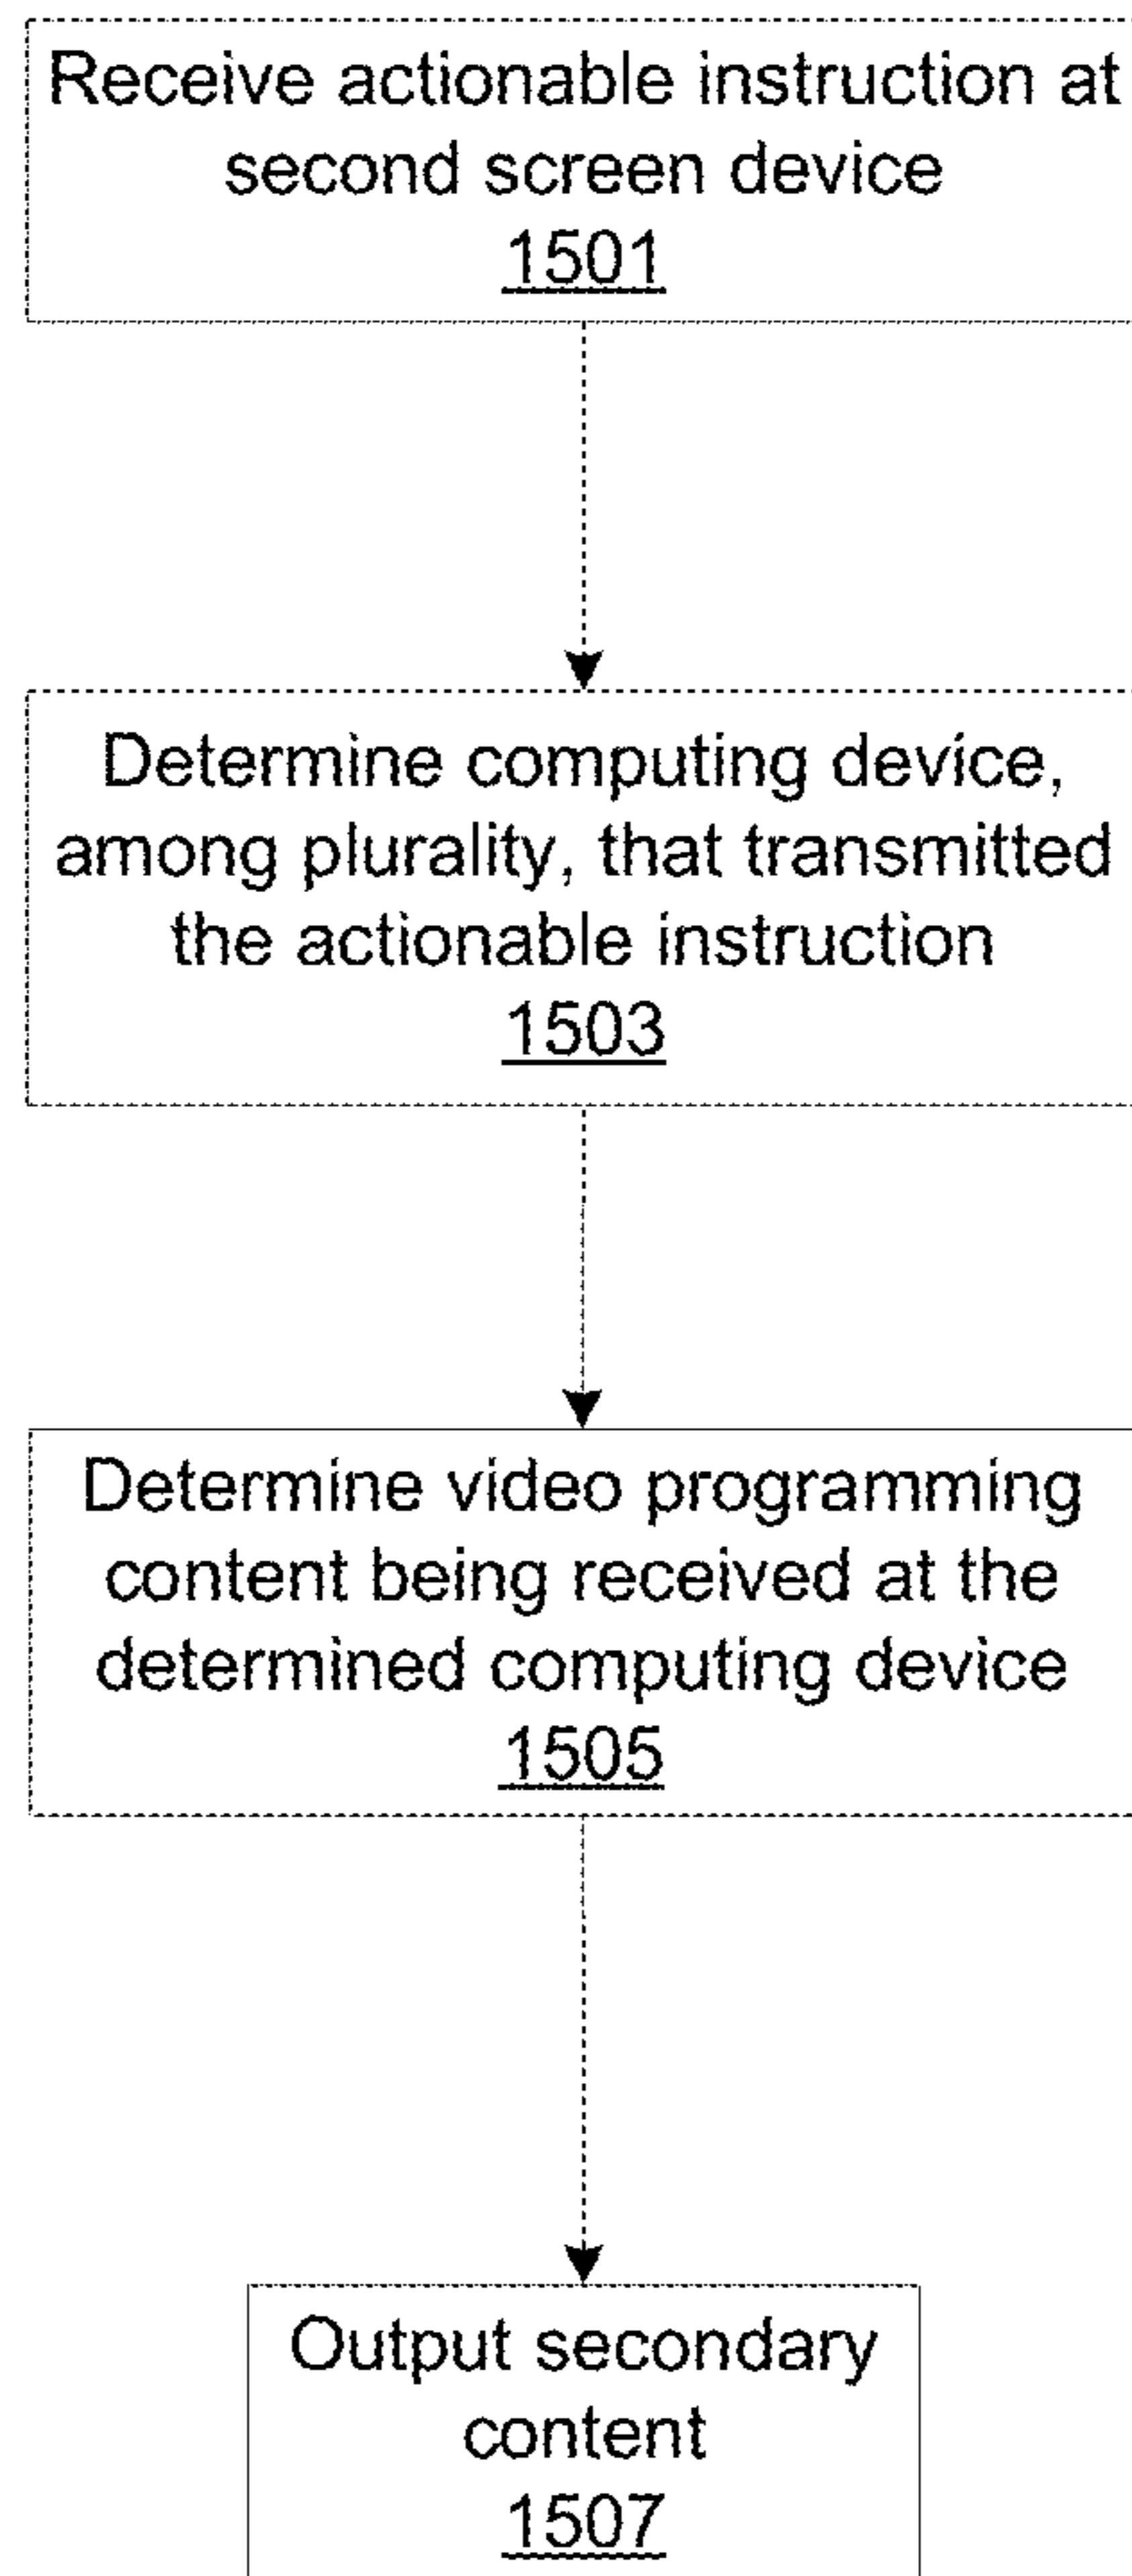 Receive actionable instruction at
second screen device
1501
Determine computing device,
among plurality, that transmitted
the actionable instruction
1503
Determine video programming
content being received at the
determined computing device
1505
Output secondary
content
1507